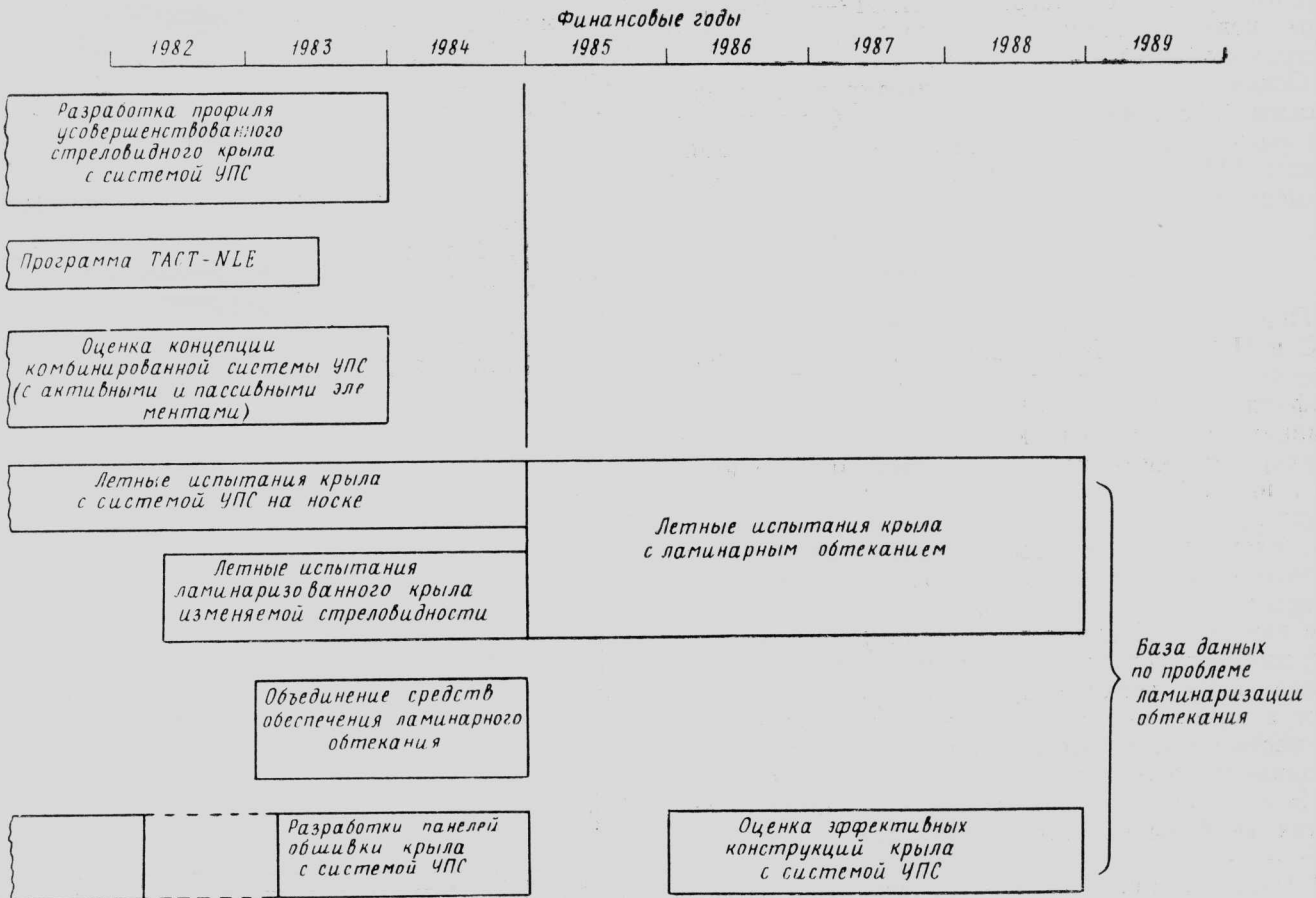 Финансовые годы
1982 1983 1984 1985 1986 1987 1988 1989
Разработка профиля
усовершенствованного
стреловидного крыла
с системой УПС
Программа TACT-NLE
Оценка концепции
комбинированной системы УПС
(с активными и пассивными эле
ментами)
Летные испытания крыла
с системой УПС на носке
Летные испытания
ламинаризованного крыла
изменяемой стреловидности
Летные испытания крыла
с ламинарным обтеканием
Объединение средств
обеспечения ламинарного
обтекания
Разработки панелей
обшивки крыла
с системой УПС
Оценка эффективных
конструкций крыла
с системой УПС
База данных
по проблеме
ламинаризации
обтекания